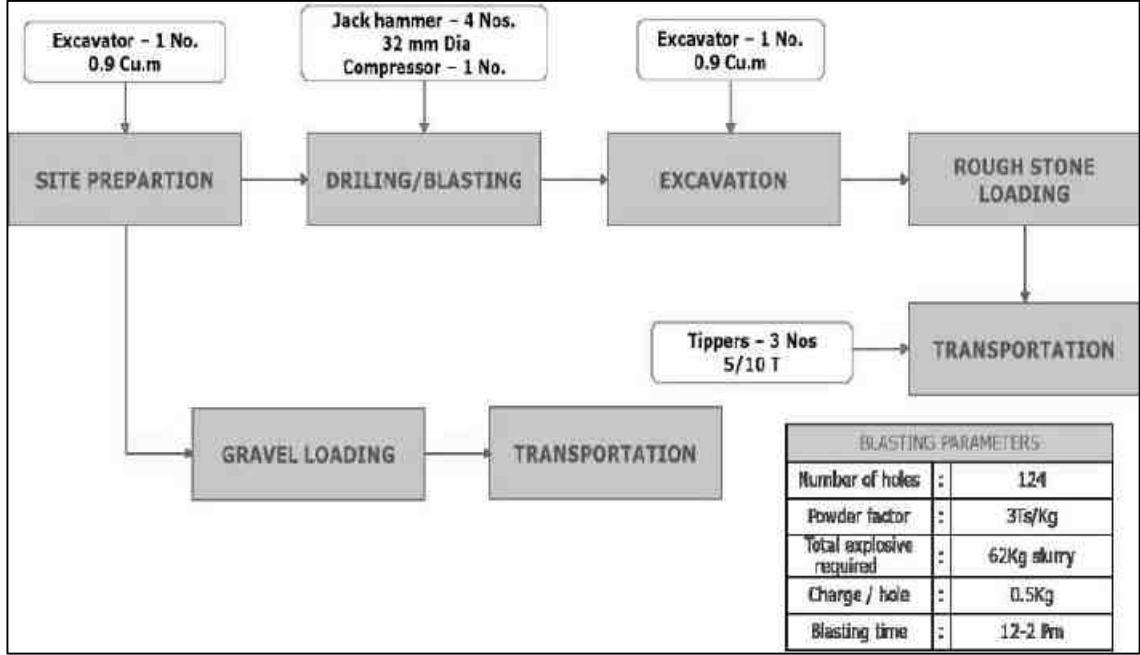 Excavator – 1 No.
0.9 Cu.m
Jack hammer – 4 Nos.
32 mm Dia
Compressor – 1 No.
Excavator – 1 No.
0.9 Cu.m
SITE PREPARTION
DRILING/BLASTING
EXCAVATION
ROUGH STONE
LOADING
Tippers – 3 Nos
5/10 T
TRANSPORTATION
GRAVEL LOADING
TRANSPORTATION
BLASTING PARAMETERS
Number of holes : 124
Powder factor : 3Ts/Kg
Total explosive
required : 62Kg slurry
Charge / hole : 0.5Kg
Blasting time : 12-2 Pm